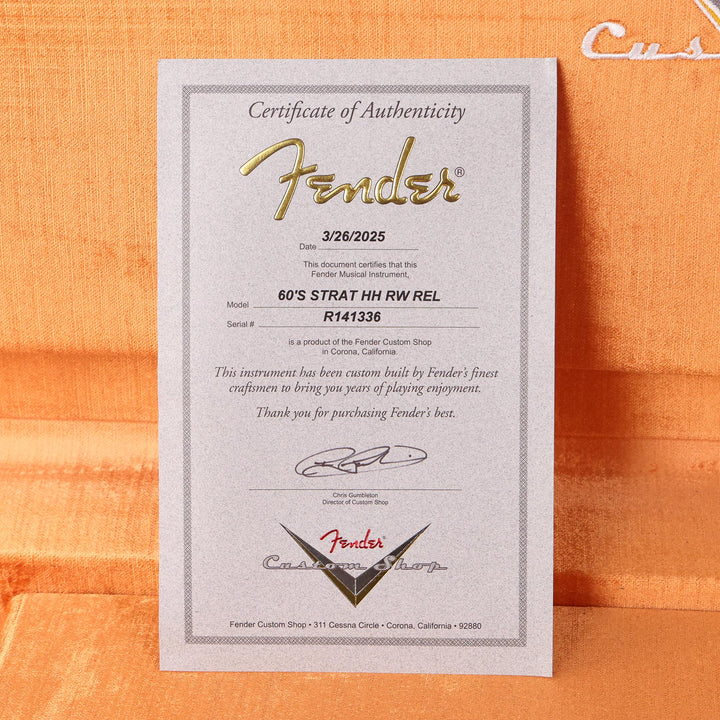 Cus
Certificate of Authenticity
Fender®
Date 3/26/2025
This document certifies that this
Fender Musical Instrument,
Model 60'S STRAT HH RW REL
Serial # R141336
is a product of the Fender Custom Shop
in Corona, California.
This instrument has been custom built by Fender's finest
craftsmen to bring you years of playing enjoyment.
Thank you for purchasing Fender's best.
Chris Gumbleton
Director of Custom Shop
Fender
Custom Shop
Fender Custom Shop • 311 Cessna Circle • Corona, California • 92880